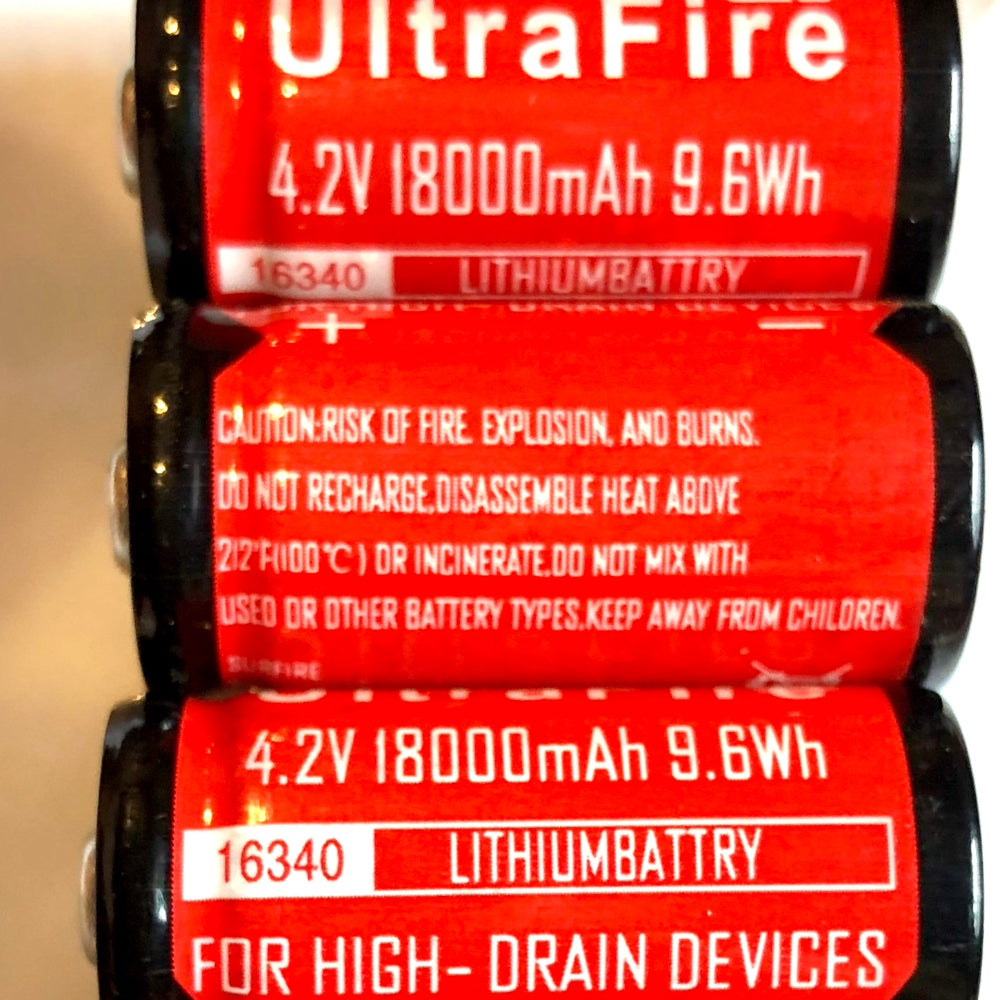 UltraFire
4.2V 18000mAh 9.6Wh
16340 LITHIUMBATTRY
+ −
CAUTION:RISK OF FIRE. EXPLOSION, AND BURNS.
DO NOT RECHARGE,DISASSEMBLE HEAT ABOVE
212°F(100℃) OR INCINERATE.DO NOT MIX WITH
USED OR OTHER BATTERY TYPES.KEEP AWAY FROM CHILDREN.
SURFIRE
UltraFire
4.2V 18000mAh 9.6Wh
16340 LITHIUMBATTRY
FOR HIGH- DRAIN DEVICES